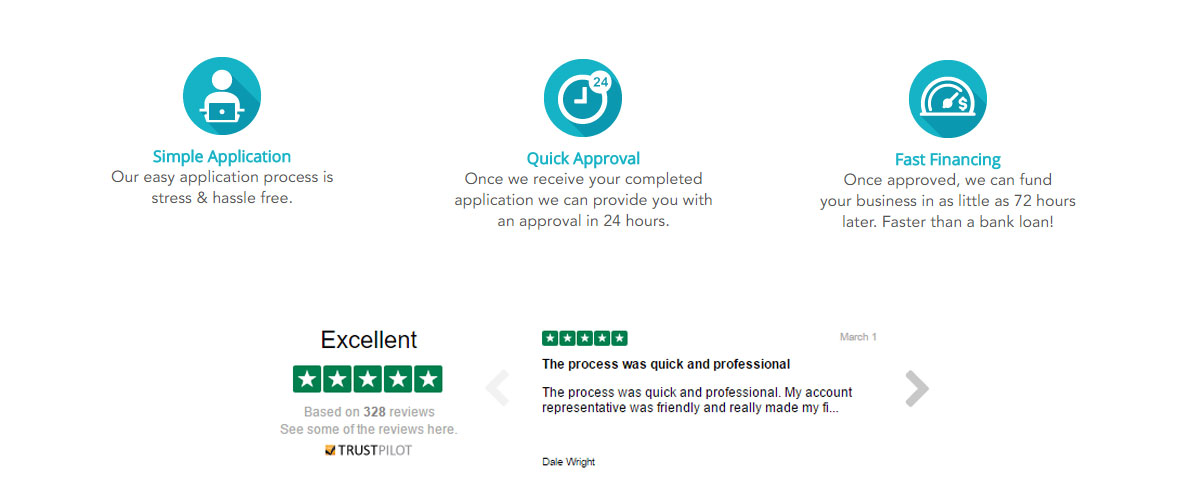 24
$
Simple Application
Our easy application process is
stress & hassle free.
Quick Approval
Once we receive your completed
application we can provide you with
an approval in 24 hours.
Fast Financing
Once approved, we can fund
your business in as little as 72 hours
later. Faster than a bank loan!
Excellent
Based on 328 reviews
See some of the reviews here.
TRUSTPILOT
March 1
The process was quick and professional
The process was quick and professional. My account
representative was friendly and really made my fi...
Dale Wright